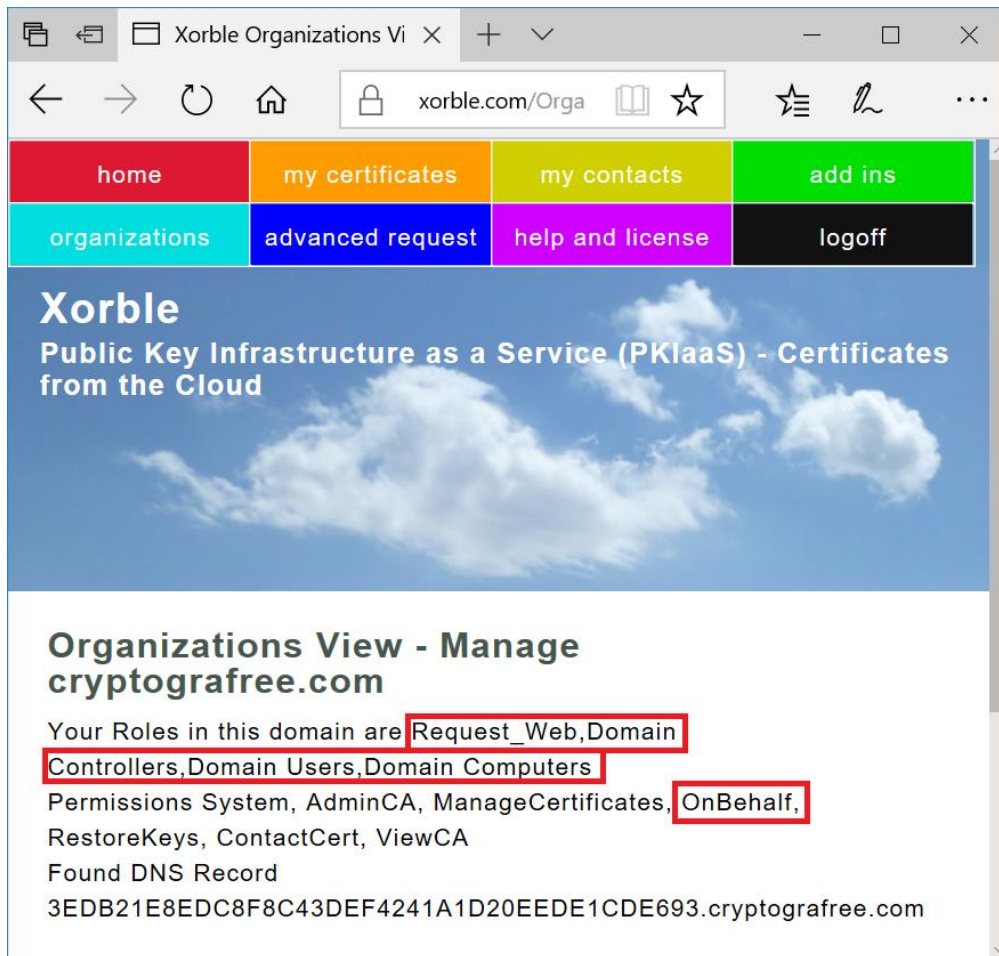 Xorble Organizations Vi
xorble.com/Orga
home my certificates my contacts add ins
organizations advanced request help and license logoff
Xorble
Public Key Infrastructure as a Service (PKIaaS) - Certificates
from the Cloud
Organizations View - Manage
cryptografree.com
Your Roles in this domain are Request_Web,Domain
Controllers,Domain Users,Domain Computers
Permissions System, AdminCA, ManageCertificates, OnBehalf,
RestoreKeys, ContactCert, ViewCA
Found DNS Record
3EDB21E8EDC8F8C43DEF4241A1D20EEDE1CDE693.cryptografree.com